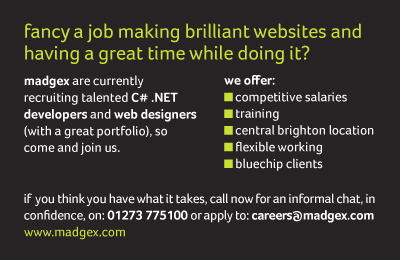 fancy a job making brilliant websites and
having a great time while doing it?
madgex are currently
recruiting talented C# .NET
developers and web designers
(with a great portfolio), so
come and join us.
we offer:
competitive salaries
training
central brighton location
flexible working
bluechip clients
if you think you have what it takes, call now for an informal chat, in
confidence, on: 01273 775100 or apply to: careers@madgex.com
www.madgex.com